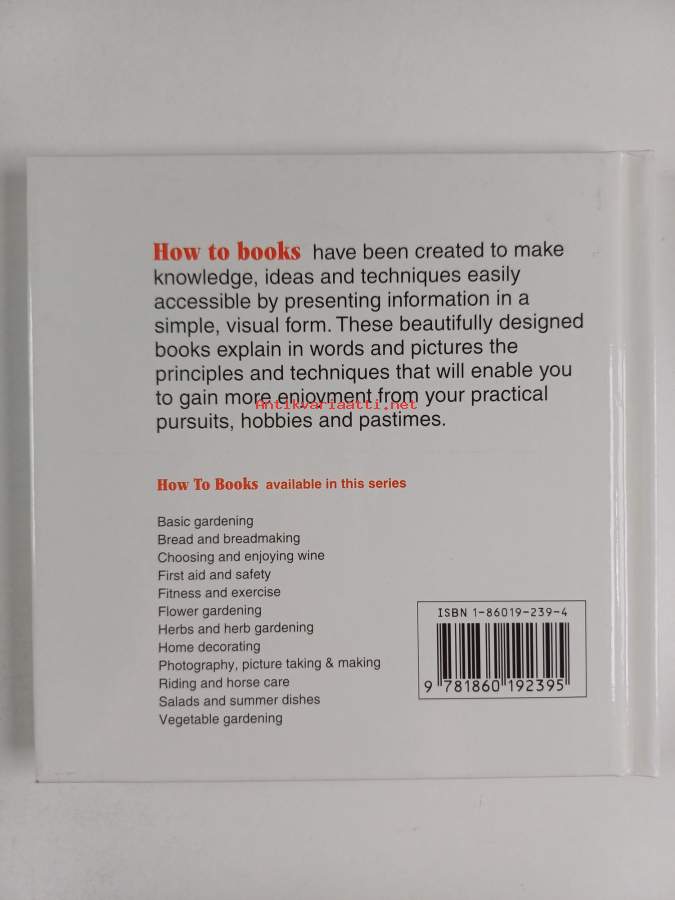 How to books have been created to make
knowledge, ideas and techniques easily
accessible by presenting information in a
simple, visual form. These beautifully designed
books explain in words and pictures the
principles and techniques that will enable you
to gain more enjoyment from your practical
Antikvariaatti.net
pursuits, hobbies and pastimes.
How To Books available in this series
Basic gardening
Bread and breadmaking
Choosing and enjoying wine
First aid and safety
Fitness and exercise
Flower gardening
Herbs and herb gardening
Home decorating
Photography, picture taking & making
Riding and horse care
Salads and summer dishes
Vegetable gardening
ISBN 1-86019-239-4
9 781860 192395